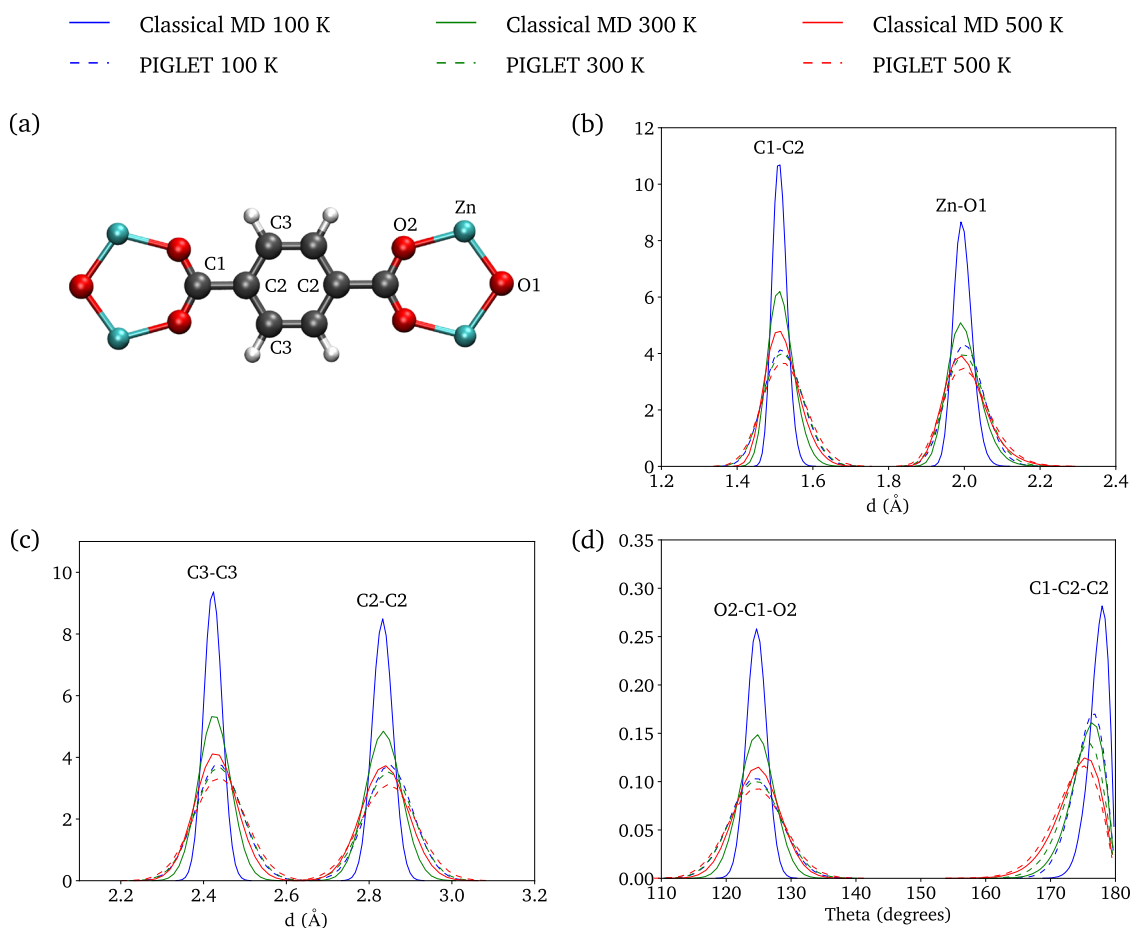 Classical MD 100 K Classical MD 300 K Classical MD 500 K
PIGLET 100 K PIGLET 300 K PIGLET 500 K
(a)
Zn
C3 O2
C1
C2 C2 O1
C3
(b)
12
10
8
6
4
2
0
C1-C2
Zn-O1
1.2 1.4 1.6 1.8 2.0 2.2 2.4
d (Å)
(c)
10
8
6
4
2
0
C3-C3
C2-C2
2.2 2.4 2.6 2.8 3.0 3.2
d (Å)
(d)
0.35
0.30
0.25
0.20
0.15
0.10
0.05
0.00
C1-C2-C2
O2-C1-O2
110 120 130 140 150 160 170 180
Theta (degrees)